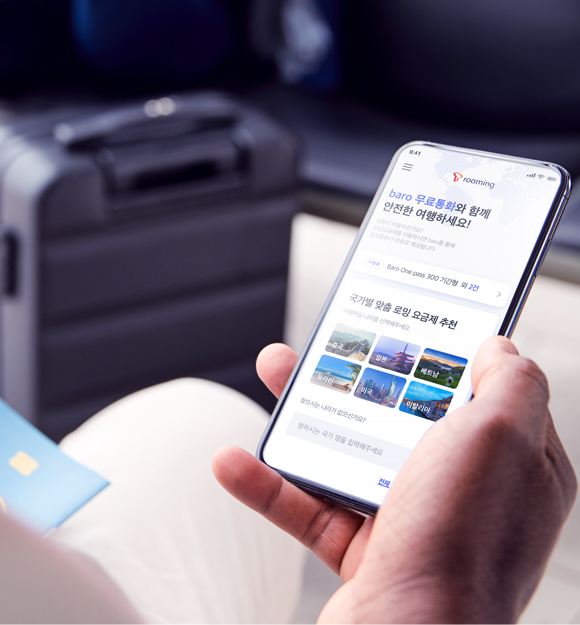 9:41
roaming
baro 무료통화와 함께
안전한 여행하세요!
Baro One pass 300 기간형 외 2건
국가별 맞춤 로밍 요금제 추천
여행하실 나라를 선택해주세요.
중국 일본 베트남
필리핀 미국 이탈리아
찾으시는 나라가 없으신가요?
원하시는 국가 명을 입력해주세요
전체